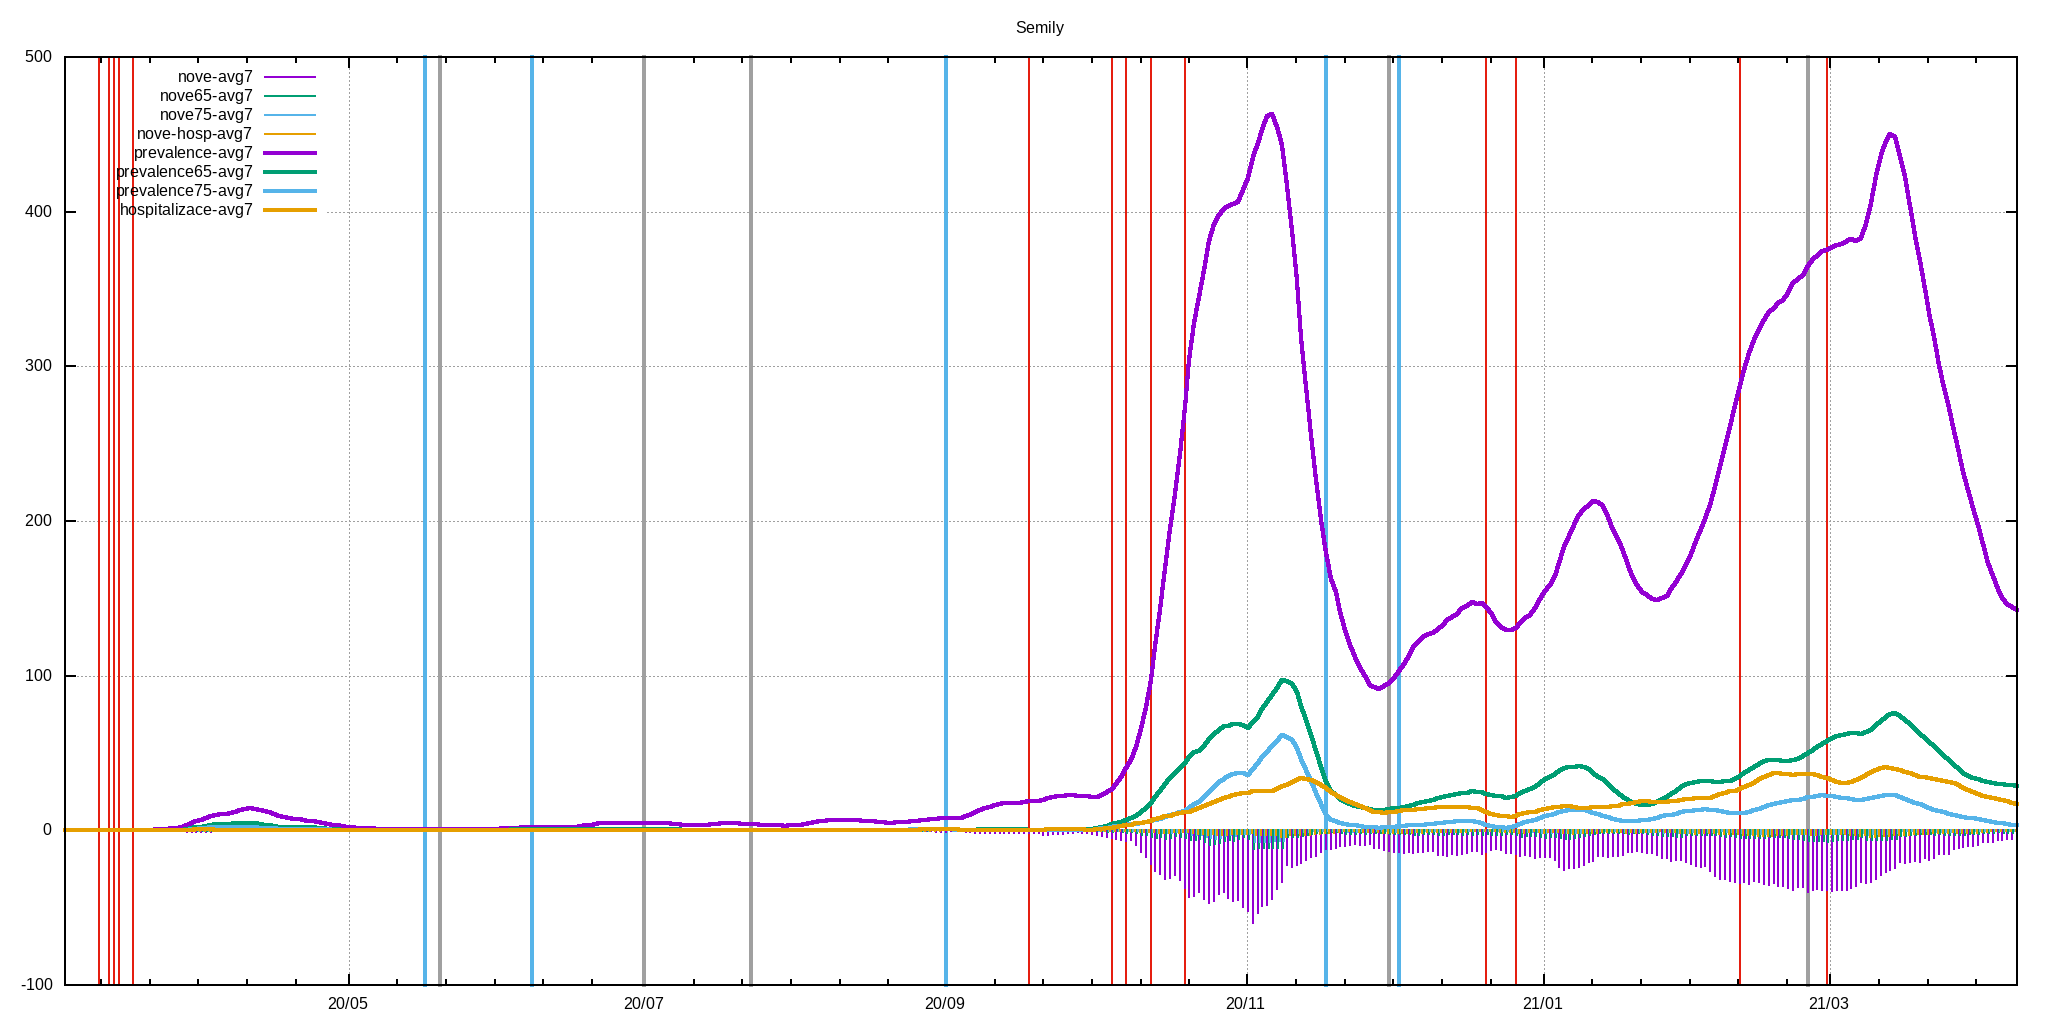 Semily
500
400
300
200
100
0
-100
nove-avg7
nove65-avg7
nove75-avg7
nove-hosp-avg7
prevalence-avg7
prevalence65-avg7
prevalence75-avg7
hospitalizace-avg7
20/05
20/07
20/09
20/11
21/01
21/03